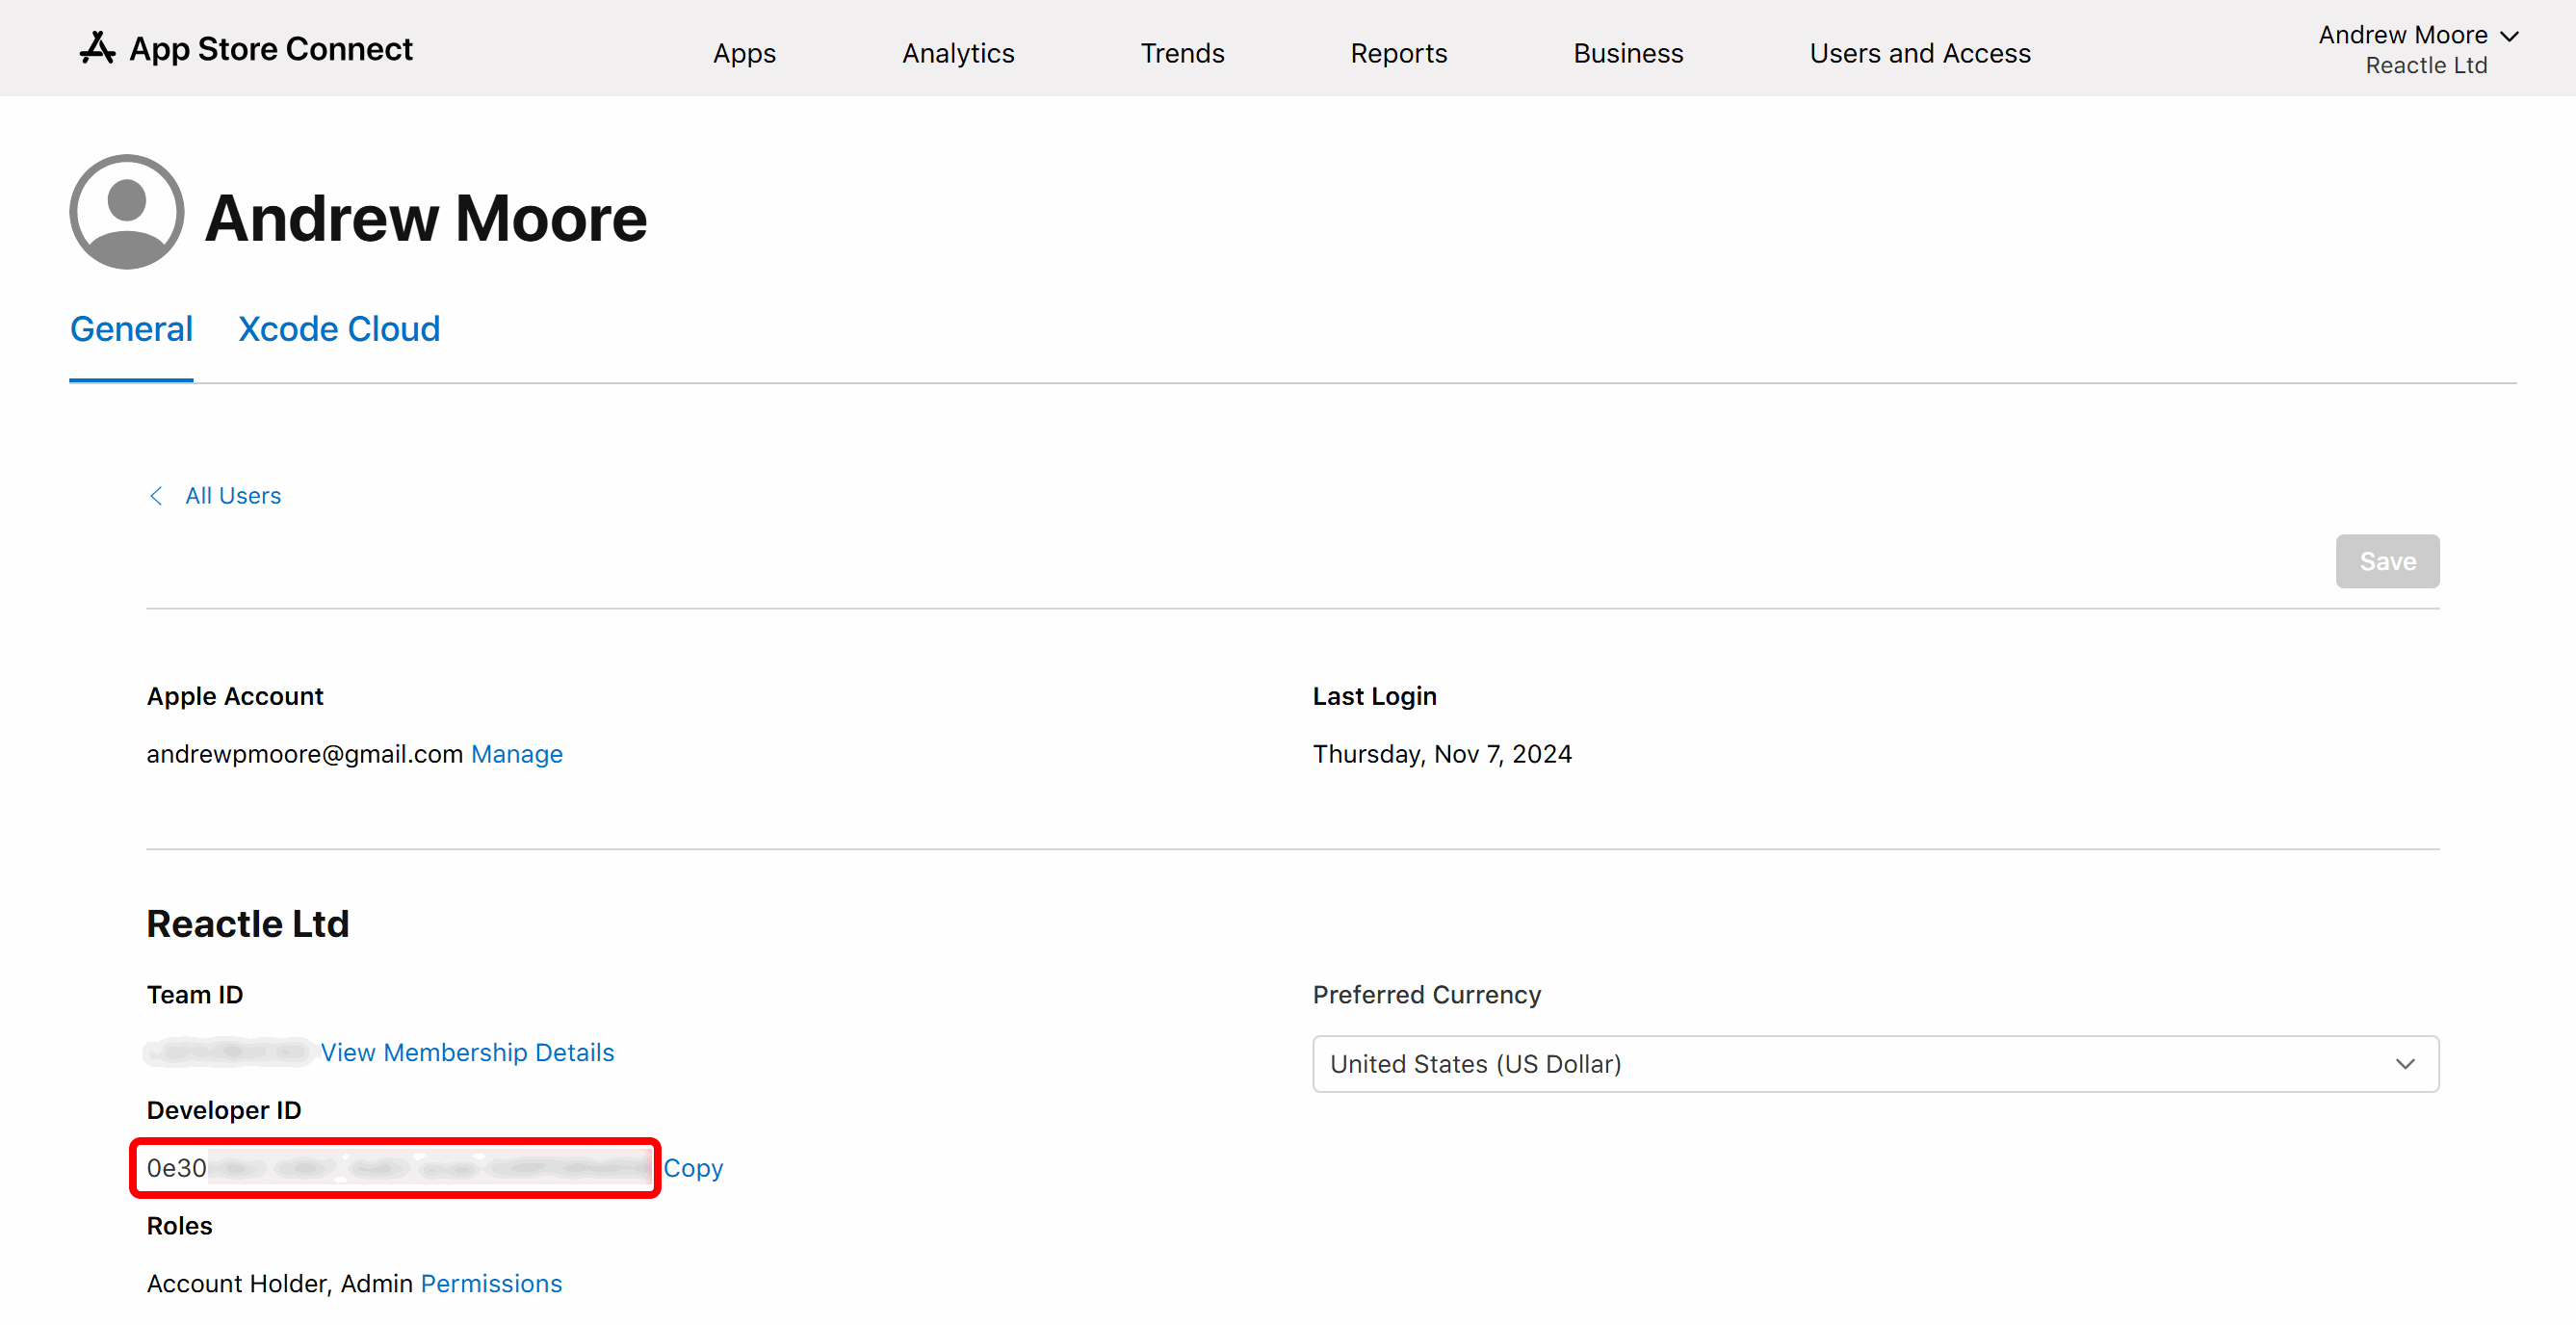 App Store Connect
Apps
Analytics
Trends
Reports
Business
Users and Access
Andrew Moore
Reactle Ltd
Andrew Moore
General
Xcode Cloud
All Users
Save
Apple Account
Last Login
andrewpmoore@gmail.com Manage
Thursday, Nov 7, 2024
Reactle Ltd
Team ID
Preferred Currency
View Membership Details
United States (US Dollar)
Developer ID
0e30
Copy
Roles
Account Holder, Admin Permissions